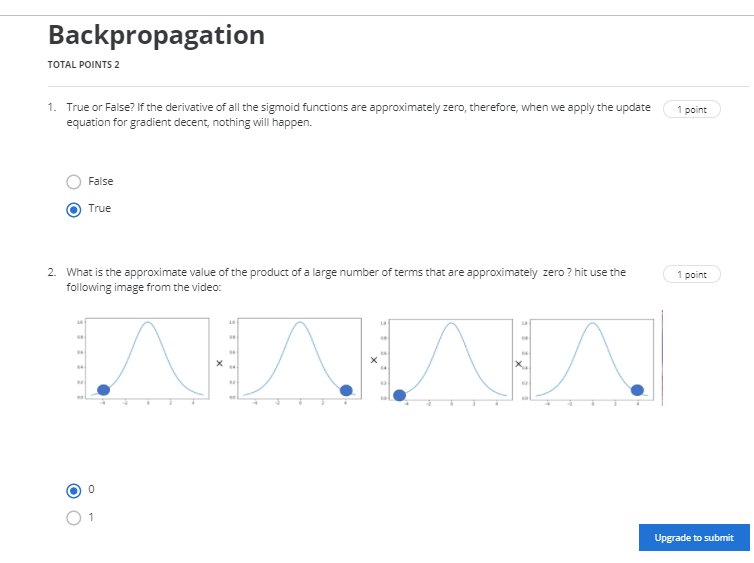 Backpropagation
TOTAL POINTS 2
1. True or False? If the derivative of all the sigmoid functions are approximately zero, therefore, when we apply the update 1 point
equation for gradient decent, nothing will happen.
False
True
2. What is the approximate value of the product of a large number of terms that are approximately zero ? hit use the 1 point
following image from the video:
× × ×
0
1
Upgrade to submit